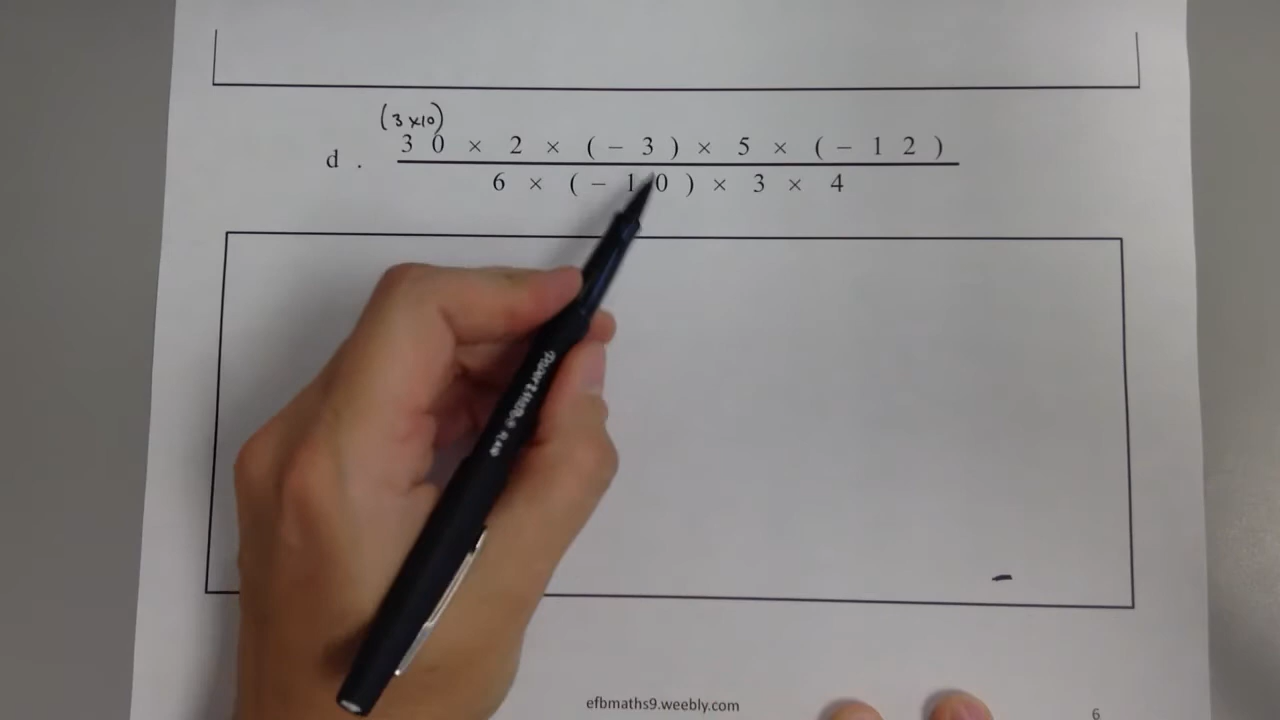 (3×10)
d. 30 × 2 × (−3) × 5 × (−12)
6 × (−10) × 3 × 4
efbmaths9.weebly.com
6